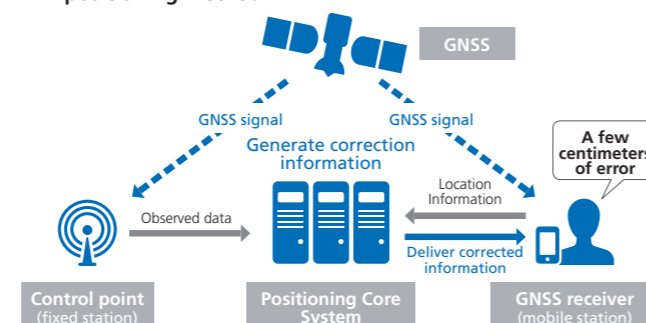 GNSS
GNSS signal
GNSS signal
Generate correction
information
A few
centimeters
of error
Location
Information
Observed data
Deliver corrected
information
Control point
(fixed station)
Positioning Core
System
GNSS receiver
(mobile station)